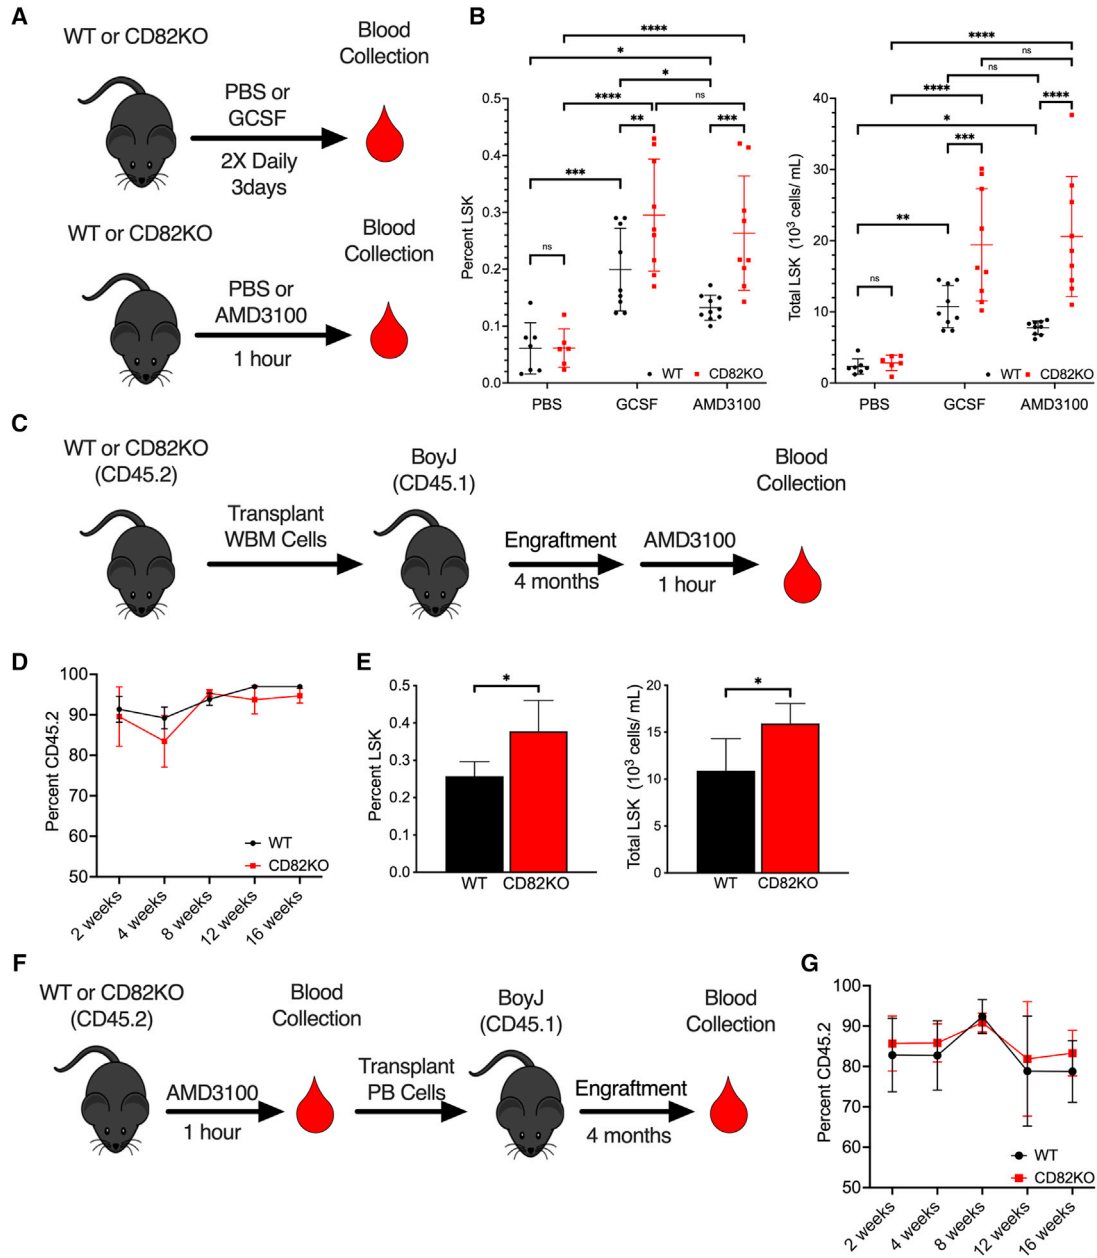 A
WT or CD82KO
Blood
Collection
PBS or
GCSF
2X Daily
3days
WT or CD82KO
Blood
Collection
PBS or
AMD3100
1 hour
B
****
*
*
**** ns
** ***
***
ns
0.5
0.4
0.3
0.2
0.1
0.0
Percent LSK
WT CD82KO
PBS GCSF AMD3100
****
ns
ns
****
****
*
***
**
ns
40
30
20
10
0
Total LSK (10³ cells/ mL)
WT CD82KO
PBS GCSF AMD3100
C
WT or CD82KO
(CD45.2)
Transplant
WBM Cells
BoyJ
(CD45.1)
Engraftment
4 months
AMD3100
1 hour
Blood
Collection
D
100
90
80
70
60
50
Percent CD45.2
WT
CD82KO
2 weeks
4 weeks
8 weeks
12 weeks
16 weeks
E
*
0.5
0.4
0.3
0.2
0.1
0.0
Percent LSK
WT CD82KO
*
20
15
10
5
0
Total LSK (10³ cells/ mL)
WT CD82KO
F
WT or CD82KO
(CD45.2)
AMD3100
1 hour
Blood
Collection
Transplant
PB Cells
BoyJ
(CD45.1)
Engraftment
4 months
Blood
Collection
G
100
90
80
70
60
50
Percent CD45.2
WT
CD82KO
2 weeks
4 weeks
8 weeks
12 weeks
16 weeks